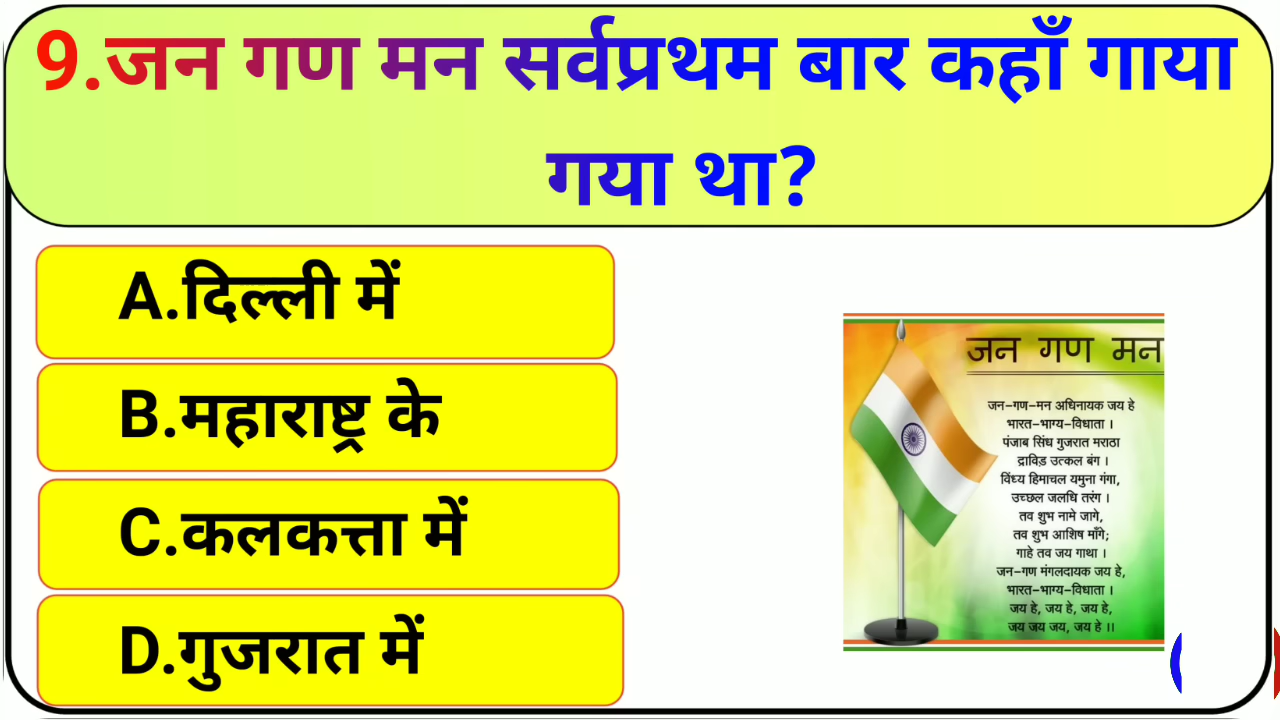 9.जन गण मन सर्वप्रथम बार कहाँ गाया
गया था?
A.दिल्ली में
B.महाराष्ट्र के
C.कलकत्ता में
D.गुजरात में
जन गण मन
जन-गण-मन अधिनायक जय हे
भारत-भाग्य-विधाता ।
पंजाब सिंध गुजरात मराठा
द्राविड़ उत्कल बंग ।
विंध्य हिमाचल यमुना गंगा,
उच्छल जलधि तरंग ।
तव शुभ नामे जागे,
तव शुभ आशिष माँगे;
गाहे तव जय गाथा ।
जन-गण मंगलदायक जय हे,
भारत-भाग्य-विधाता ।
जय हे, जय हे, जय हे,
जय जय जय, जय हे ।।
(